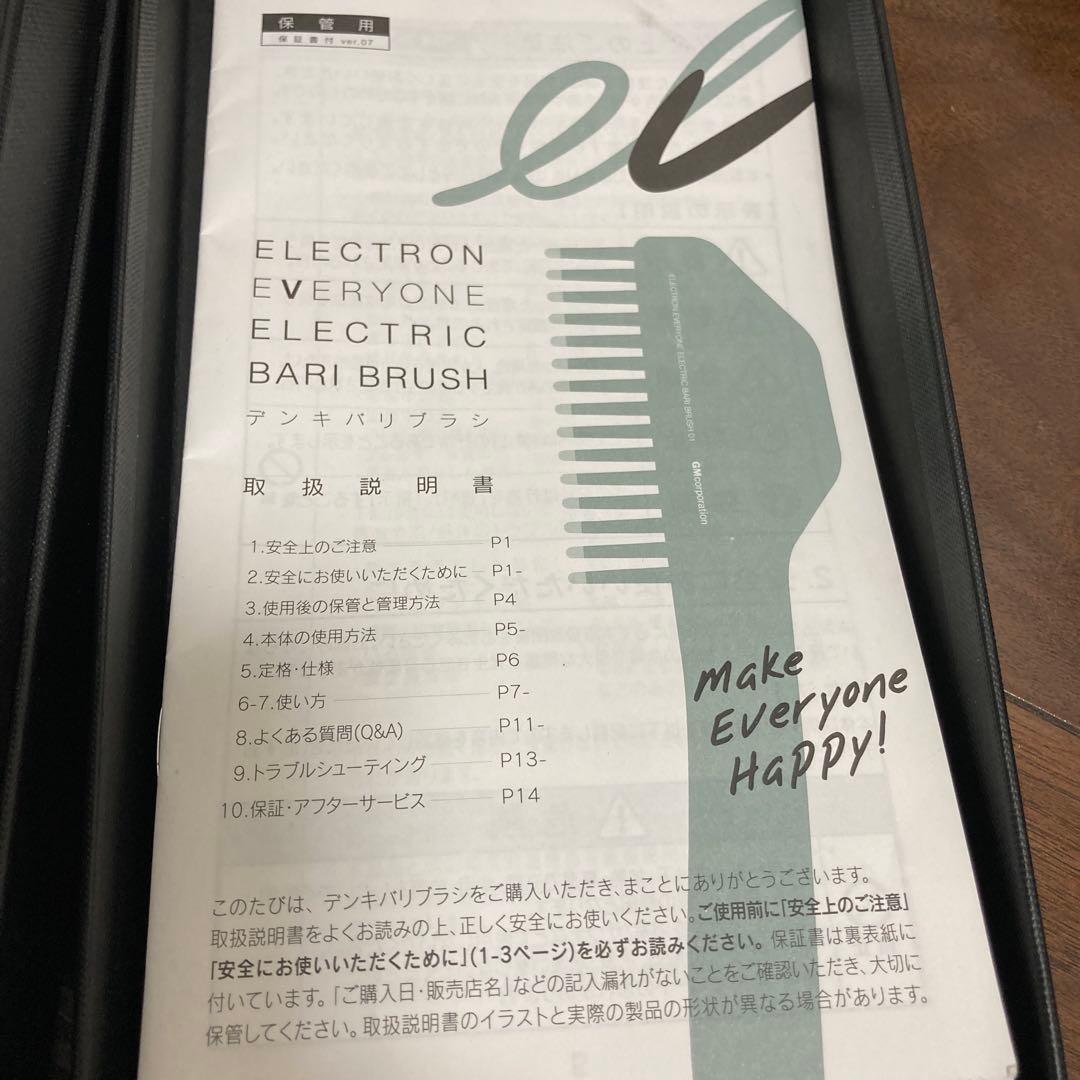 保管用
保証書付 ver.07
el
ELECTRON
EVERYONE
ELECTRIC
BARI BRUSH
デンキバリブラシ
取扱説明書
1.安全上のご注意 P1
2.安全にお使いいただくために P1-
3.使用後の保管と管理方法 P4
4.本体の使用方法 P5-
5.定格・仕様 P6
6-7.使い方 P7-
8.よくある質問(Q&A) P11-
9.トラブルシューティング P13-
10.保証・アフターサービス P14
ELECTRON EVERYONE ELECTRIC BARI BRUSH 01
GMcorporation
make
Everyone
Happy!
このたびは、デンキバリブラシをご購入いただき、まことにありがとうございます。
取扱説明書をよくお読みの上、正しく安全にお使いください。ご使用前に「安全上のご注意」
「安全にお使いいただくために」(1-3ページ)を必ずお読みください。保証書は裏表紙に
付いています。「ご購入日・販売店名」などの記入漏れがないことをご確認いただき、大切に
保管してください。取扱説明書のイラストと実際の製品の形状が異なる場合があります。